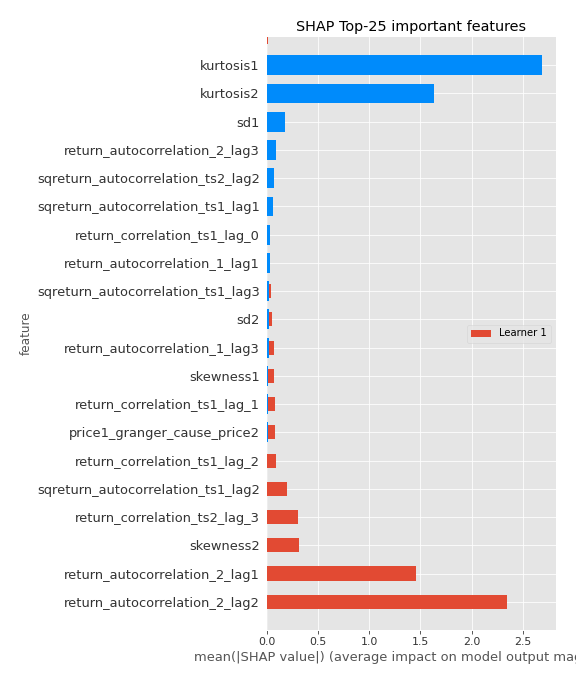 SHAP Top-25 important features
kurtosis1
kurtosis2
sd1
return_autocorrelation_2_lag3
sqreturn_autocorrelation_ts2_lag2
sqreturn_autocorrelation_ts1_lag1
return_correlation_ts1_lag_0
return_autocorrelation_1_lag1
sqreturn_autocorrelation_ts1_lag3
sd2
return_autocorrelation_1_lag3
skewness1
return_correlation_ts1_lag_1
price1_granger_cause_price2
return_correlation_ts1_lag_2
sqreturn_autocorrelation_ts1_lag2
return_correlation_ts2_lag_3
skewness2
return_autocorrelation_2_lag1
return_autocorrelation_2_lag2
feature
Learner 1
0.0 0.5 1.0 1.5 2.0 2.5
mean(|SHAP value|) (average impact on model output mag